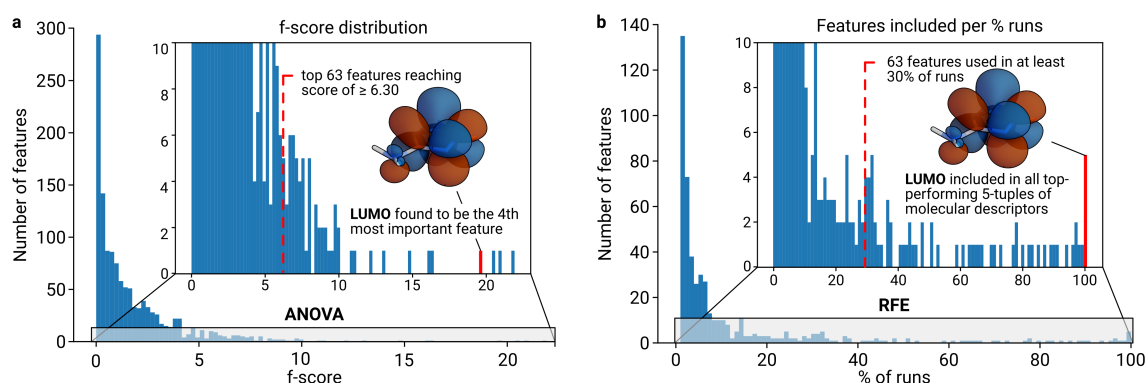 a
f-score distribution
300
250
200
150
100
50
0
Number of features
10
8
6
4
2
0
top 63 features reaching
score of ≥ 6.30
LUMO found to be the 4th
most important feature
0 5 10 15 20
ANOVA
0 5 10 15 20
f-score
b
Features included per % runs
140
120
100
80
60
40
20
0
Number of features
10
8
6
4
2
0
63 features used in at least
30% of runs
LUMO included in all top-
performing 5-tuples of
molecular descriptors
0 20 40 60 80 100
RFE
0 20 40 60 80 100
% of runs